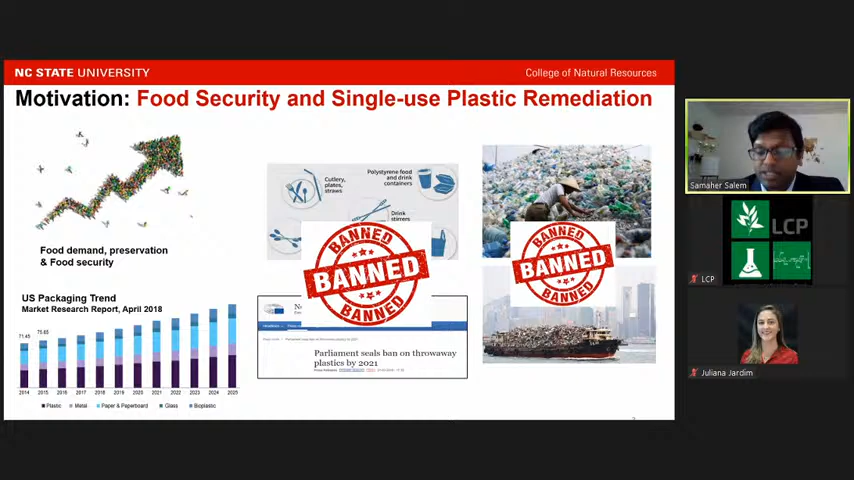 NC STATE UNIVERSITY
College of Natural Resources
Motivation: Food Security and Single-use Plastic Remediation
Food demand, preservation
& Food security
US Packaging Trend
Market Research Report, April 2018
71.45
75.65
2014 2015 2016 2017 2018 2019 2020 2021 2022 2023 2024 2025
Plastic Metal Paper & Paperboard Glass Bioplastic
Cutlery,
plates,
straws
Polystyrene food
and drink
containers
Drink
stirrers
BANNED
BANNED
BANNED
Parliament seals ban on throwaway
plastics by 2021
BANNED
BANNED
BANNED
Samaher Salem
LCP
LCP
Juliana Jardim